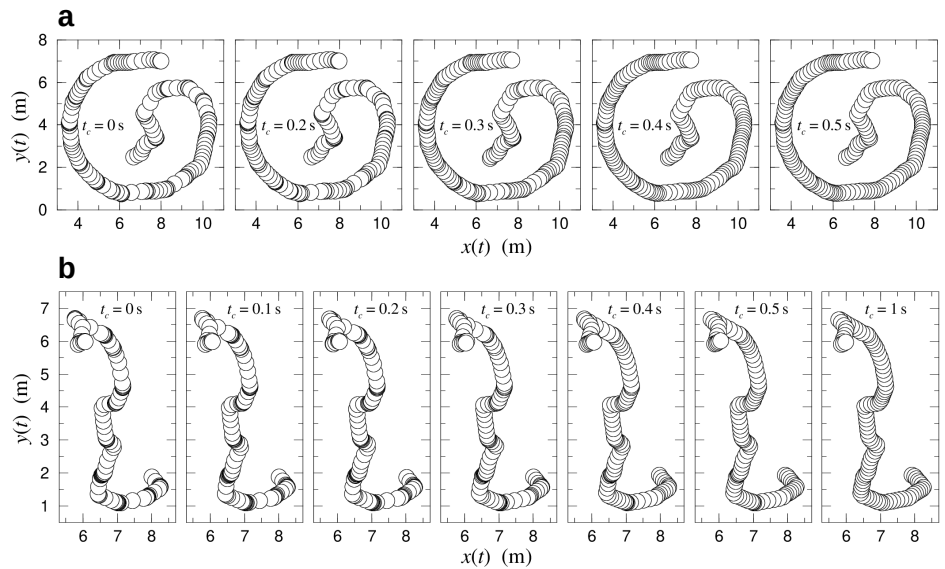 a
8
6
4
2
0
y(t) (m)
t_c = 0 s
t_c = 0.2 s
t_c = 0.3 s
t_c = 0.4 s
t_c = 0.5 s
4 6 8 10 4 6 8 10 4 6 8 10 4 6 8 10 4 6 8 10
x(t) (m)
b
7
6
5
4
3
2
1
y(t) (m)
t_c = 0 s
t_c = 0.1 s
t_c = 0.2 s
t_c = 0.3 s
t_c = 0.4 s
t_c = 0.5 s
t_c = 1 s
6 7 8 6 7 8 6 7 8 6 7 8 6 7 8 6 7 8 6 7 8
x(t) (m)